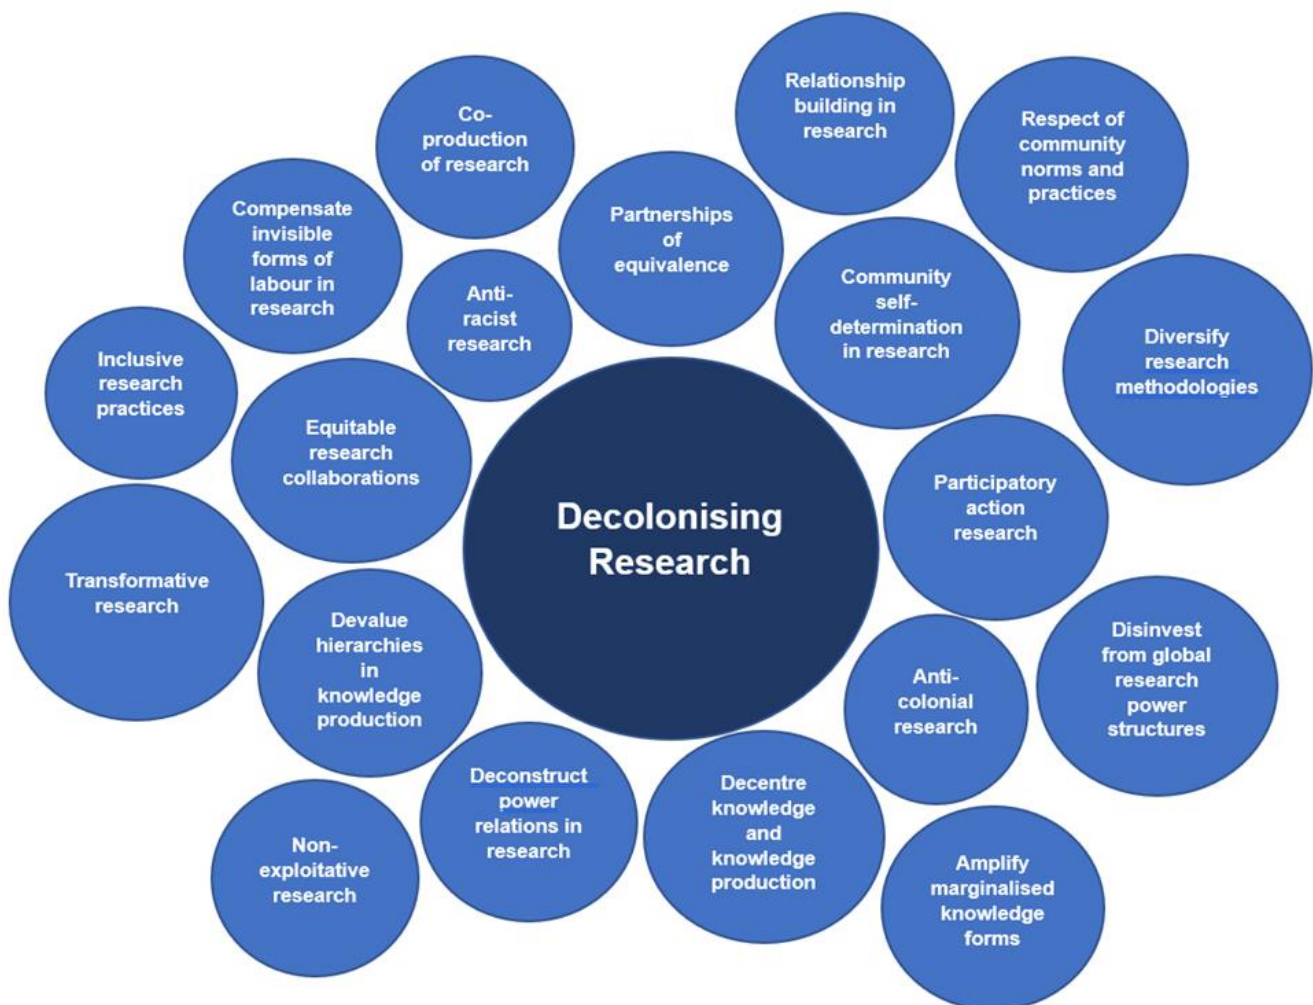 Relationship
building in
research
Co-
production
of research
Respect of
community
norms and
practices
Compensate
invisible
forms of
labour in
research
Partnerships
of
equivalence
Community
self-
determination
in research
Anti-
racist
research
Diversify
research
methodologies
Inclusive
research
practices
Equitable
research
collaborations
Participatory
action
research
Decolonising
Research
Transformative
research
Devalue
hierarchies
in
knowledge
production
Disinvest
from global
research
power
structures
Anti-
colonial
research
Deconstruct
power
relations in
research
Decentre
knowledge
and
knowledge
production
Non-
exploitative
research
Amplify
marginalised
knowledge
forms